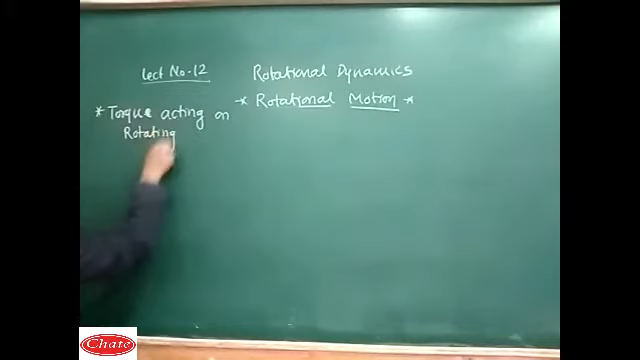 Lect No. 12
Rotational Dynamics
* Rotational Motion *
* Torque acting on
Rotating
Chate